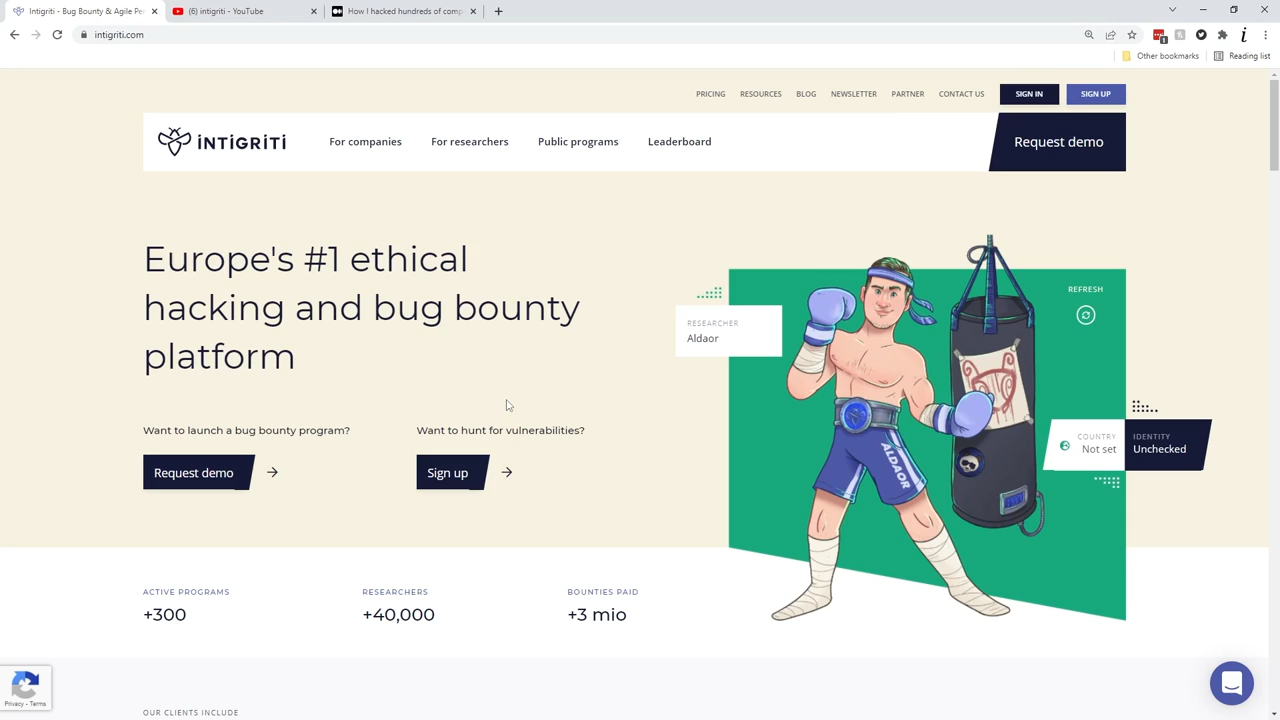 Intigriti - Bug Bounty & Agile Pe
(6) intigriti - YouTube
How I hacked hundreds of comp
intigriti.com
1
Other bookmarks
Reading list
PRICING
RESOURCES
BLOG
NEWSLETTER
PARTNER
CONTACT US
SIGN IN
SIGN UP
INTIGRITI
For companies
For researchers
Public programs
Leaderboard
Request demo
Europe's #1 ethical
hacking and bug bounty
platform
REFRESH
RESEARCHER
Aldaor
ALDAOR
COUNTRY
Not set
IDENTITY
Unchecked
Want to launch a bug bounty program?
Want to hunt for vulnerabilities?
Request demo
Sign up
ACTIVE PROGRAMS
RESEARCHERS
BOUNTIES PAID
+300
+40,000
+3 mio
Privacy - Terms
OUR CLIENTS INCLUDE